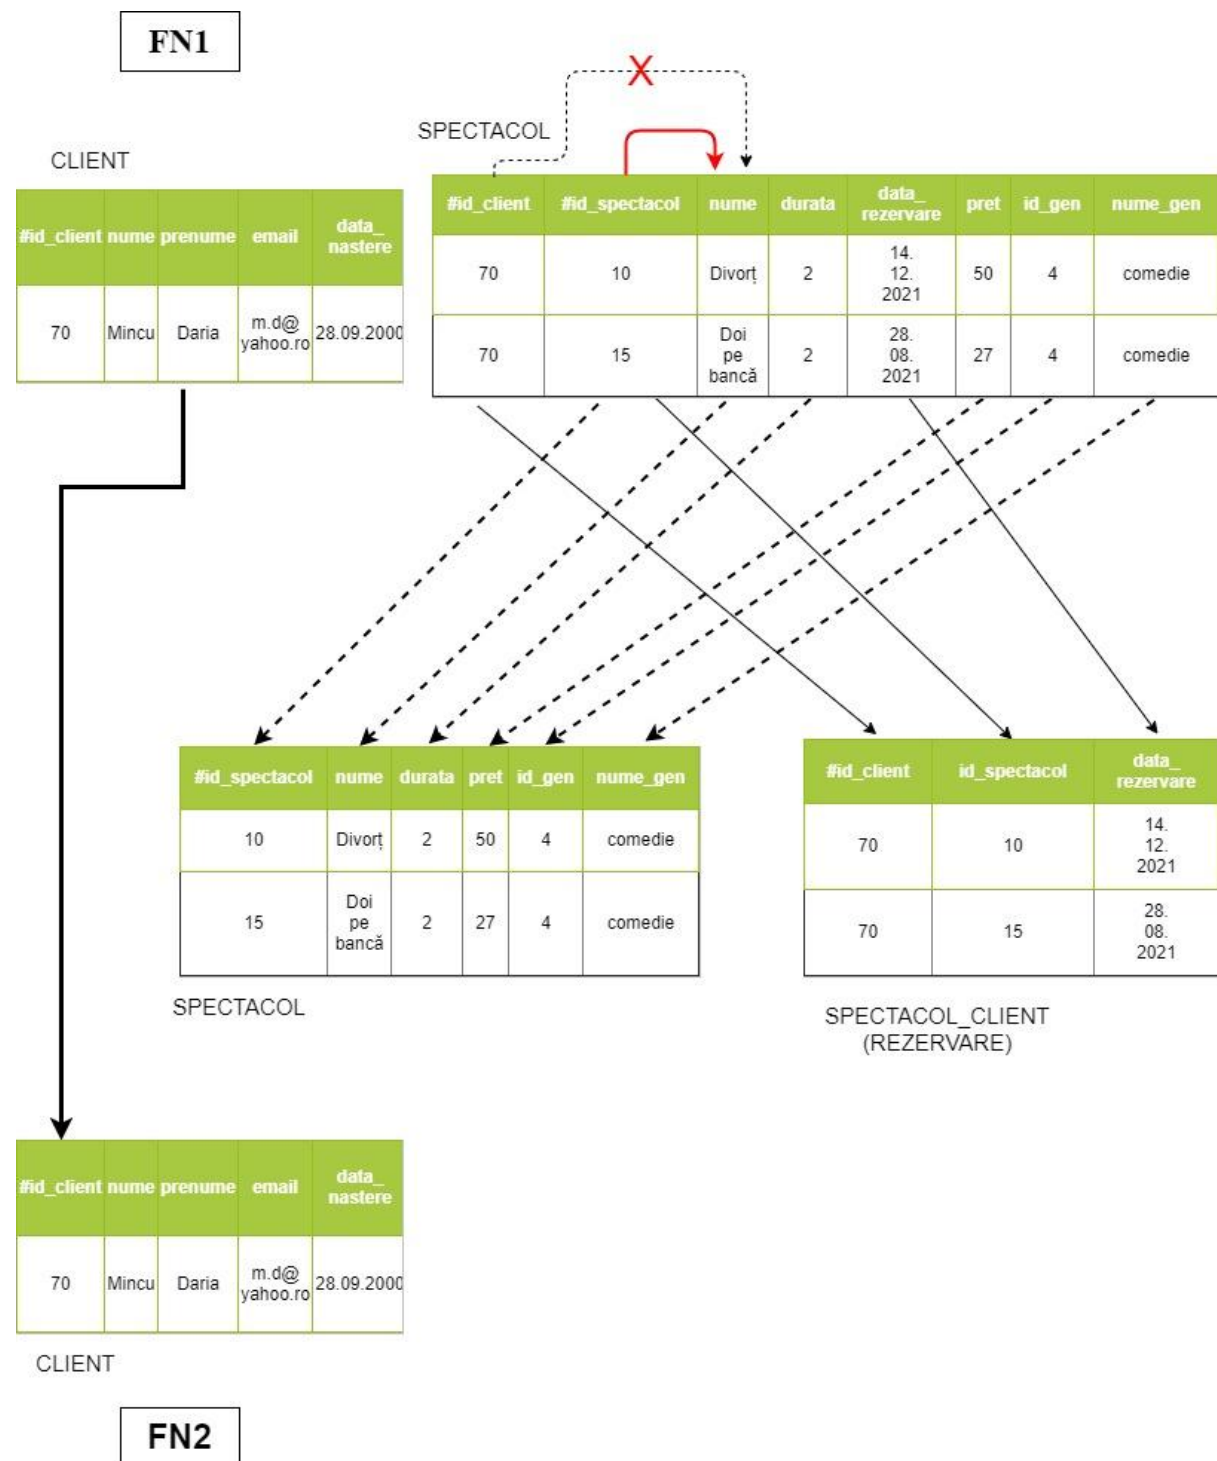 FN1
X
SPECTACOL
CLIENT
#id_client nume prenume email data_
nastere
70 Mincu Daria m.d@
yahoo.ro 28.09.2000
#id_client #id_spectacol nume durata data_
rezervare pret id_gen nume_gen
70 10 Divorț 2 14.
12.
2021 50 4 comedie
70 15 Doi
pe
bancă 2 28.
08.
2021 27 4 comedie
#id_spectacol nume durata pret id_gen nume_gen
10 Divorț 2 50 4 comedie
15 Doi
pe
bancă 2 27 4 comedie
SPECTACOL
#id_client id_spectacol data_
rezervare
70 10 14.
12.
2021
70 15 28.
08.
2021
SPECTACOL_CLIENT
(REZERVARE)
#id_client nume prenume email data_
nastere
70 Mincu Daria m.d@
yahoo.ro 28.09.2000
CLIENT
FN2